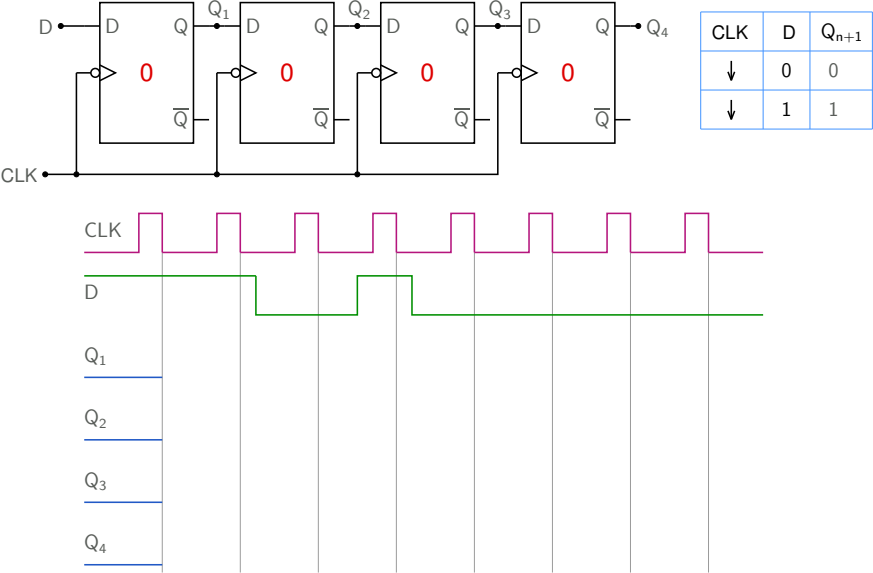 Q₁ Q₂ Q₃
D D Q D Q D Q D Q Q₄
0 0 0 0
Q̅ Q̅ Q̅ Q̅
CLK
CLK D Qₙ₊₁
↓ 0 0
↓ 1 1
CLK
D
Q₁
Q₂
Q₃
Q₄